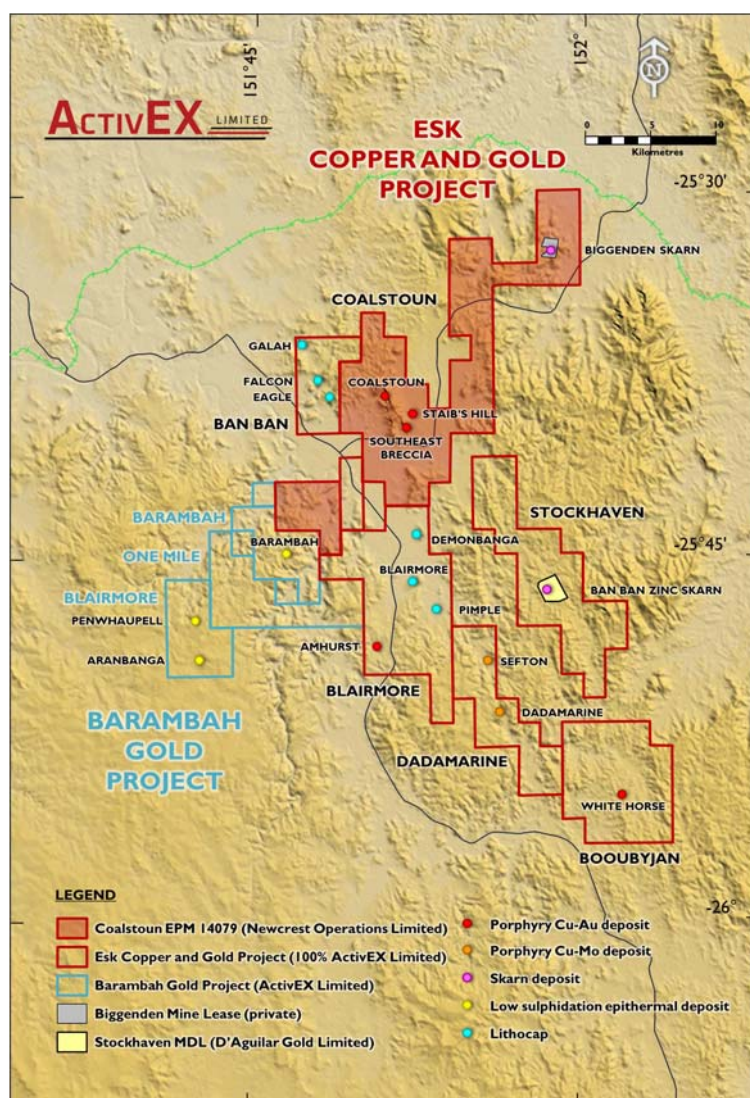 151°45'
152°
ACTIVEX LIMITED
N
0 5 10
Kilometres
ESK
COPPER AND GOLD
PROJECT
-25°30'
BIGGENDEN SKARN
COALSTOUN
GALAH
FALCON
EAGLE
COALSTOUN
STAIB'S HILL
BAN BAN
SOUTHEAST
BRECCIA
STOCKHAVEN
BARAMBAH
DEMONBANGA
-25°45'
ONE MILE
BARAMBAH
BLAIRMORE
BLAIRMORE
BAN BAN ZINC SKARN
PIMPLE
PENWHAUPELL
AMHURST
ARANBANGA
SEFTON
BLAIRMORE
DADAMARINE
BARAMBAH
GOLD
PROJECT
DADAMARINE
WHITE HORSE
BOOUBYJAN
LEGEND
Coalstoun EPM 14079 (Newcrest Operations Limited)
Esk Copper and Gold Project (100% ActivEX Limited)
Barambah Gold Project (ActivEX Limited)
Biggenden Mine Lease (private)
Stockhaven MDL (D'Aguilar Gold Limited)
-26°
Porphyry Cu-Au deposit
Porphyry Cu-Mo deposit
Skarn deposit
Low sulphidation epithermal deposit
Lithocap